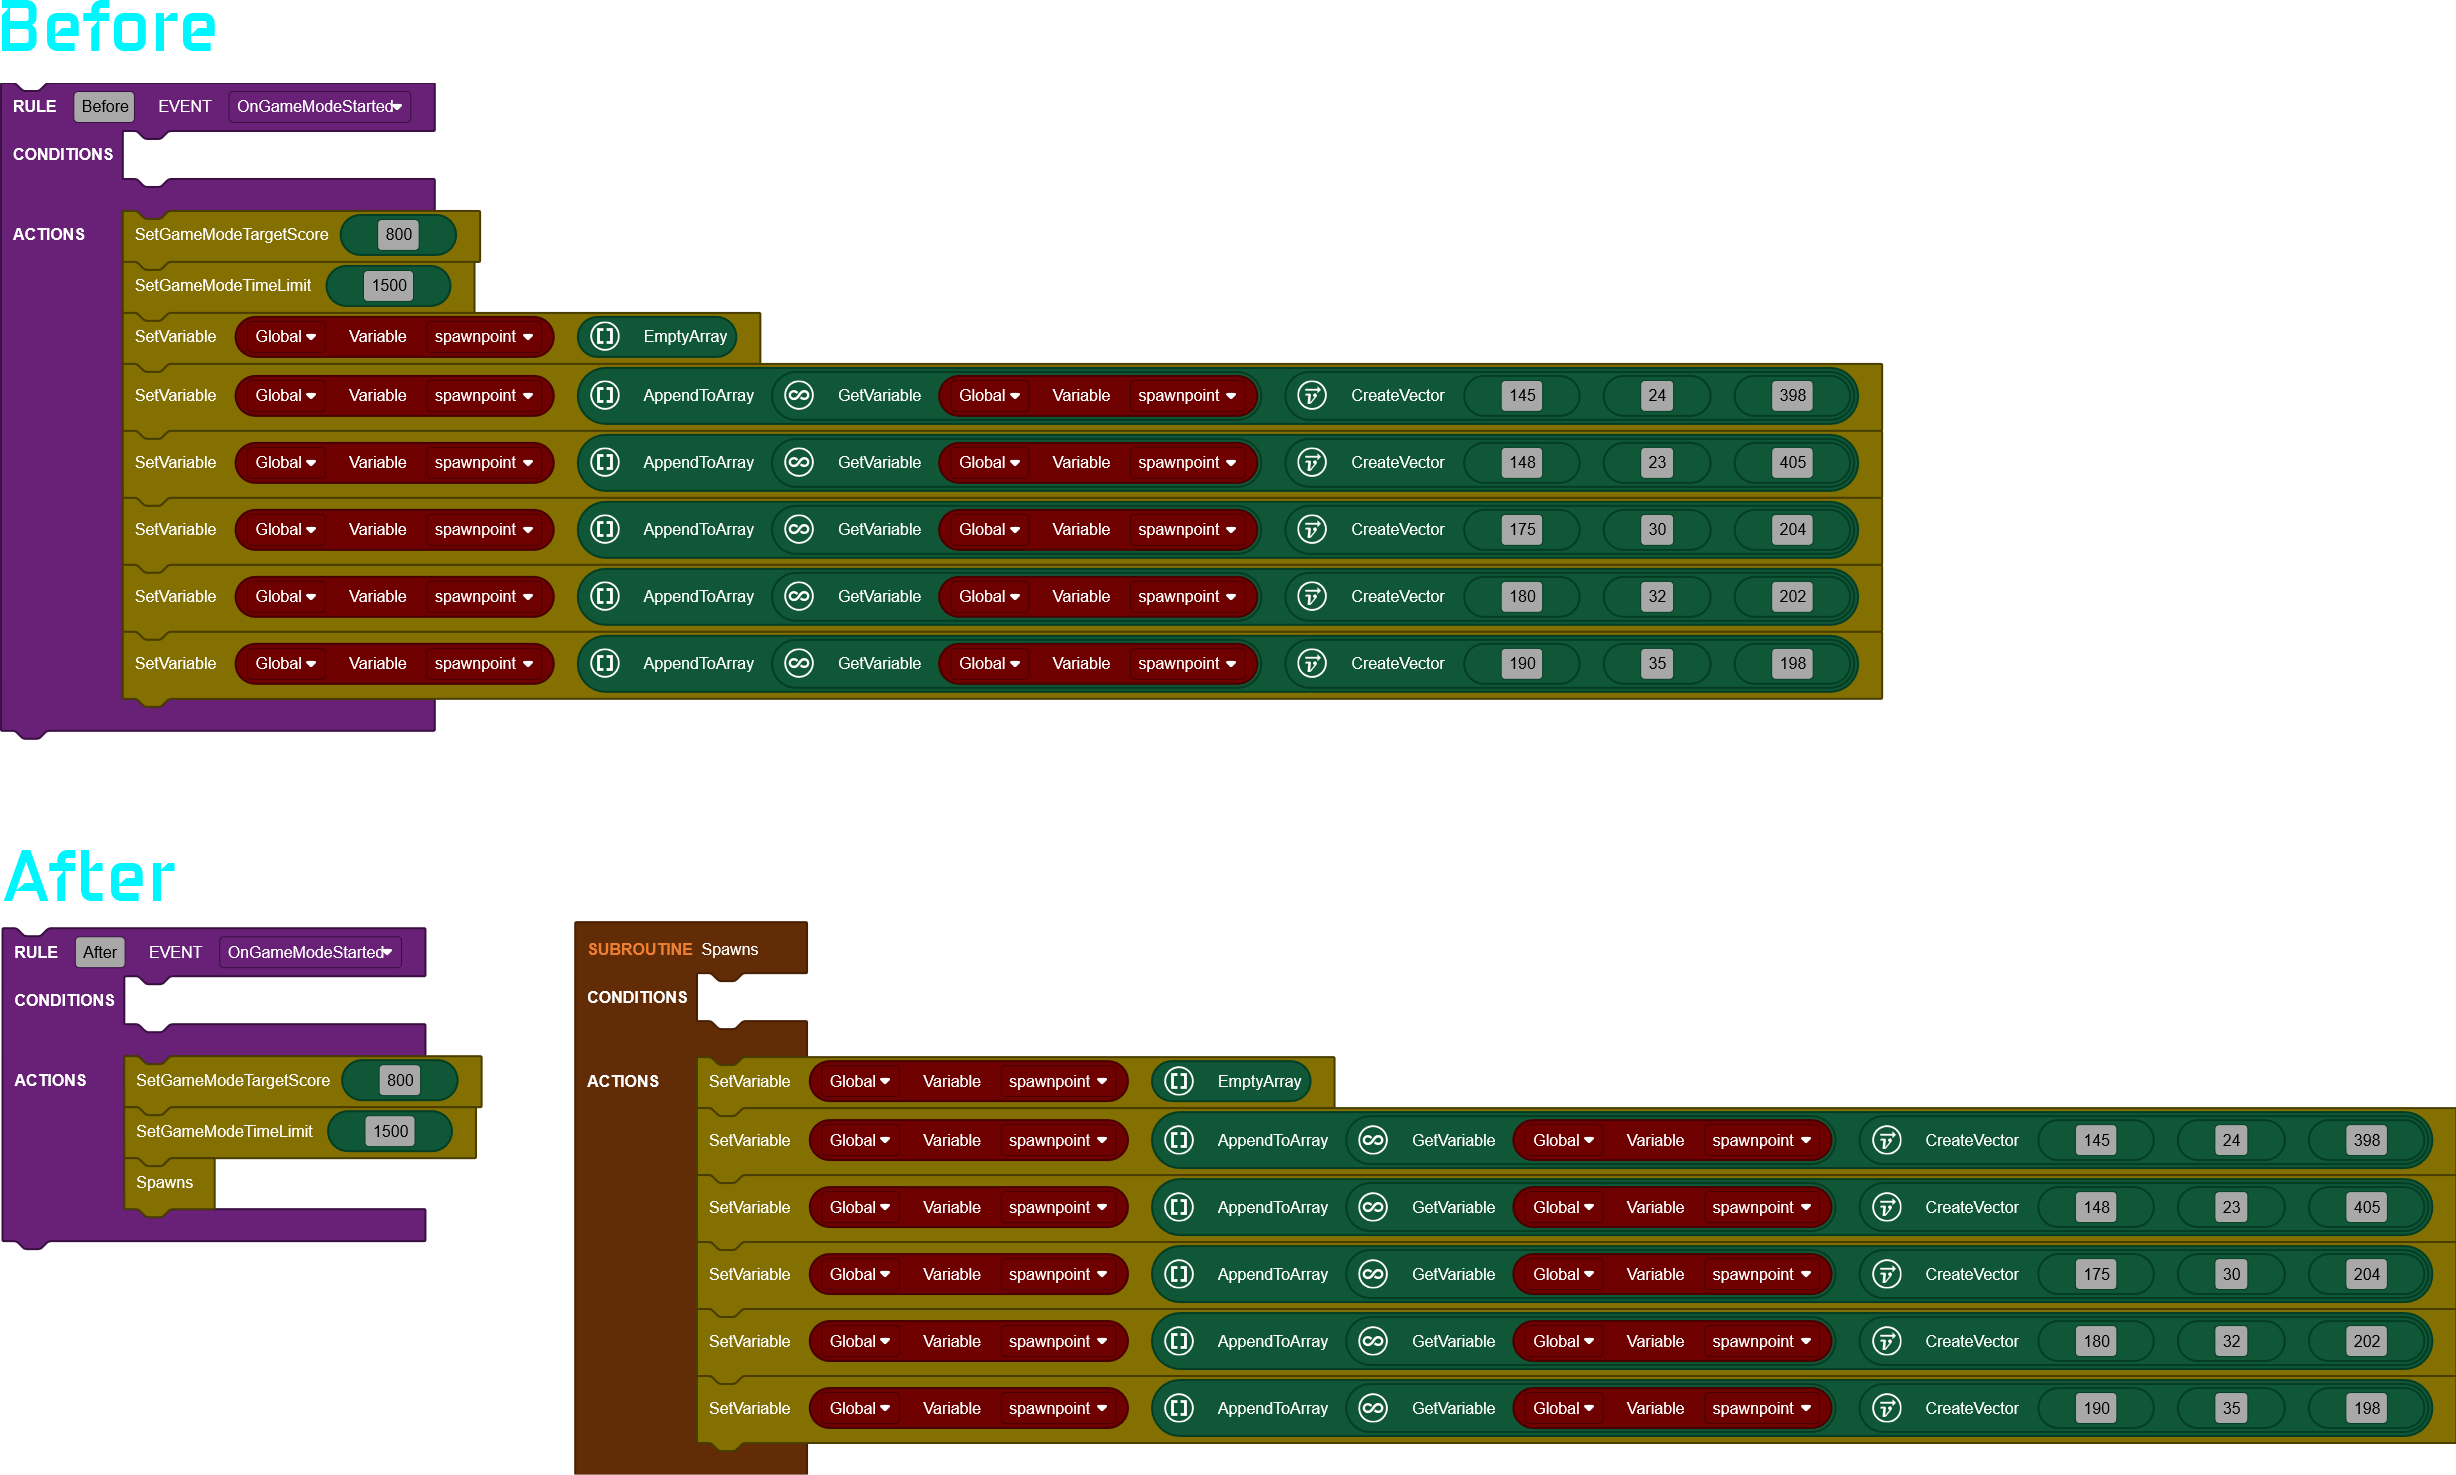 Before
RULE Before EVENT OnGameModeStarted
CONDITIONS
ACTIONS SetGameModeTargetScore 800
SetGameModeTimeLimit 1500
SetVariable Global Variable spawnpoint EmptyArray
SetVariable Global Variable spawnpoint AppendToArray GetVariable Global Variable spawnpoint CreateVector 145 24 398
SetVariable Global Variable spawnpoint AppendToArray GetVariable Global Variable spawnpoint CreateVector 148 23 405
SetVariable Global Variable spawnpoint AppendToArray GetVariable Global Variable spawnpoint CreateVector 175 30 204
SetVariable Global Variable spawnpoint AppendToArray GetVariable Global Variable spawnpoint CreateVector 180 32 202
SetVariable Global Variable spawnpoint AppendToArray GetVariable Global Variable spawnpoint CreateVector 190 35 198
After
RULE After EVENT OnGameModeStarted
CONDITIONS
ACTIONS SetGameModeTargetScore 800
SetGameModeTimeLimit 1500
Spawns
SUBROUTINE Spawns
CONDITIONS
ACTIONS SetVariable Global Variable spawnpoint EmptyArray
SetVariable Global Variable spawnpoint AppendToArray GetVariable Global Variable spawnpoint CreateVector 145 24 398
SetVariable Global Variable spawnpoint AppendToArray GetVariable Global Variable spawnpoint CreateVector 148 23 405
SetVariable Global Variable spawnpoint AppendToArray GetVariable Global Variable spawnpoint CreateVector 175 30 204
SetVariable Global Variable spawnpoint AppendToArray GetVariable Global Variable spawnpoint CreateVector 180 32 202
SetVariable Global Variable spawnpoint AppendToArray GetVariable Global Variable spawnpoint CreateVector 190 35 198